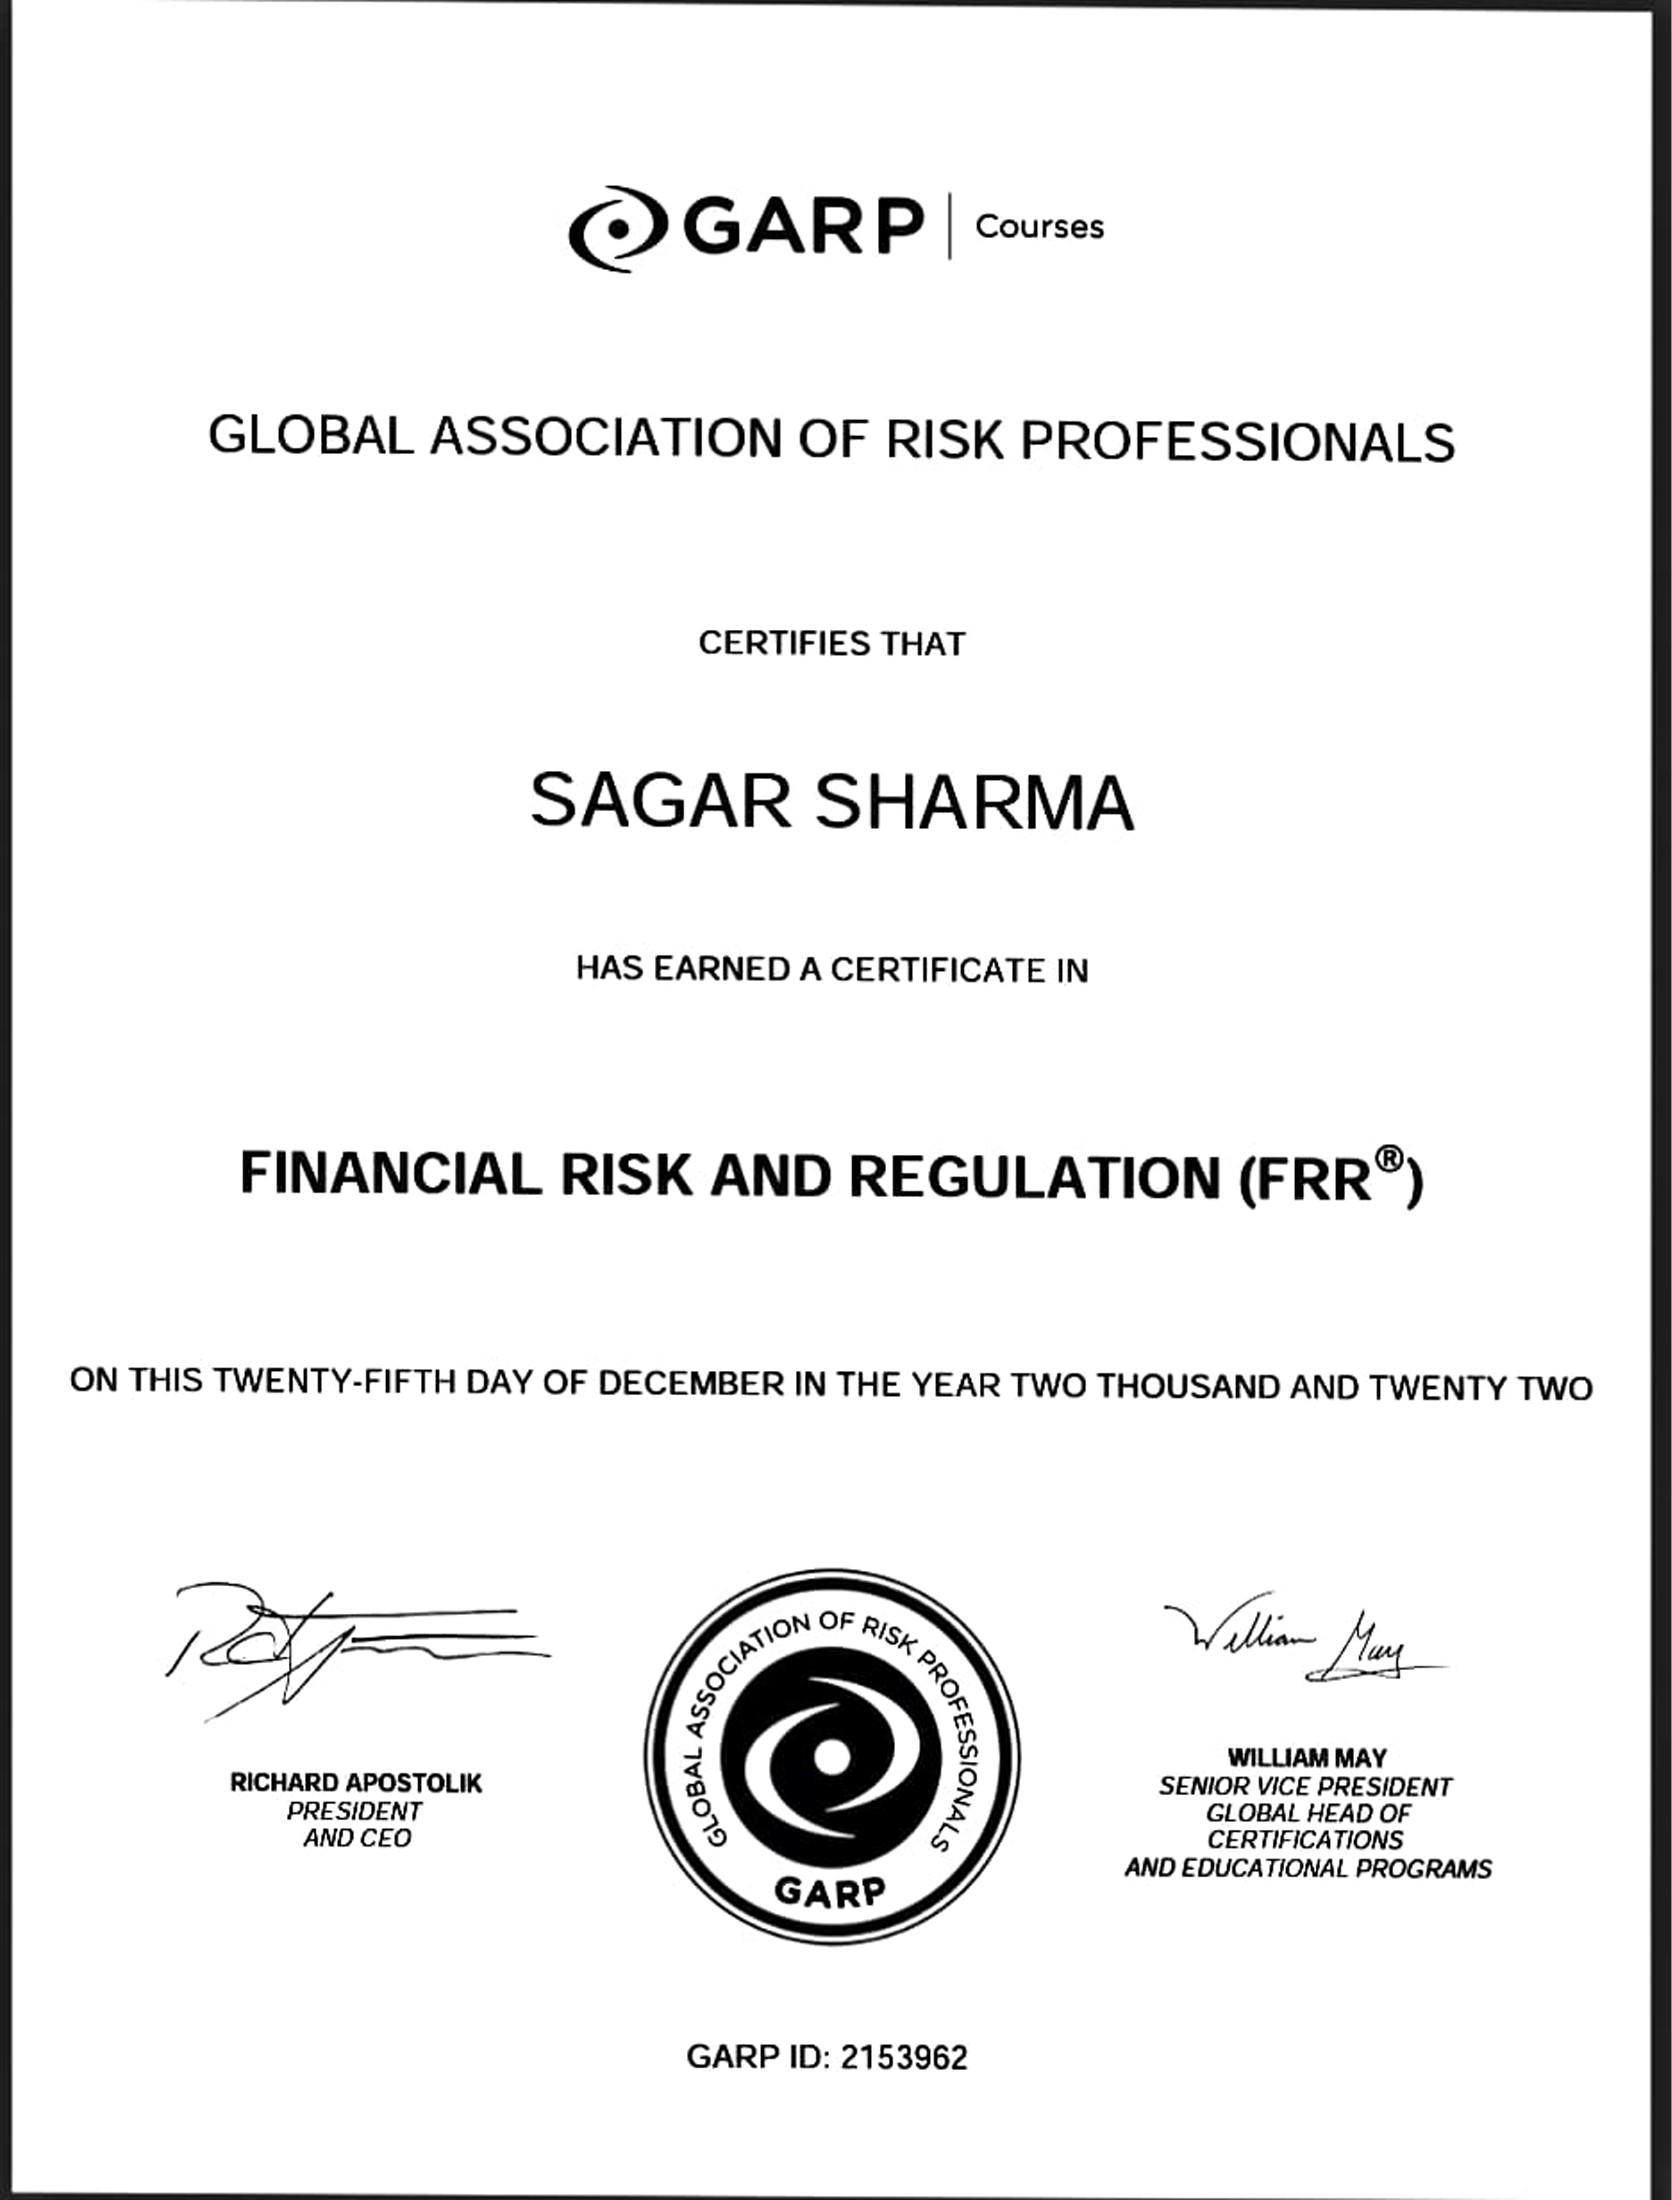 GARP | Courses
GLOBAL ASSOCIATION OF RISK PROFESSIONALS
CERTIFIES THAT
SAGAR SHARMA
HAS EARNED A CERTIFICATE IN
FINANCIAL RISK AND REGULATION (FRR®)
ON THIS TWENTY-FIFTH DAY OF DECEMBER IN THE YEAR TWO THOUSAND AND TWENTY TWO
William May
RICHARD APOSTOLIK
PRESIDENT
AND CEO
GLOBAL ASSOCIATION OF RISK PROFESSIONALS
GARP
WILLIAM MAY
SENIOR VICE PRESIDENT
GLOBAL HEAD OF
CERTIFICATIONS
AND EDUCATIONAL PROGRAMS
GARP ID: 2153962